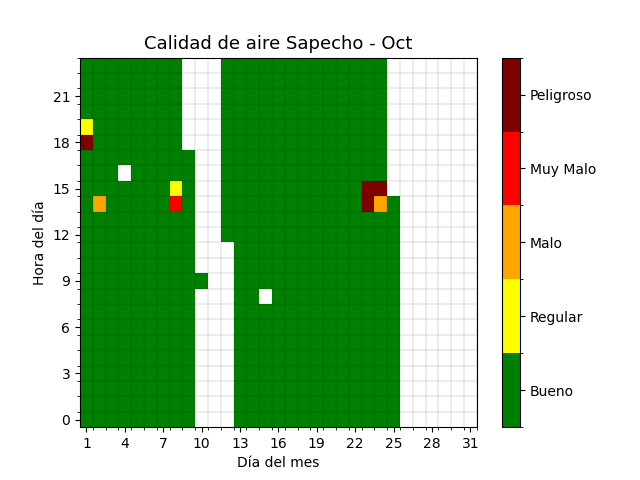 Calidad de aire Sapecho - Oct
21
18
15
12
9
6
3
0
Hora del día
1 4 7 10 13 16 19 22 25 28 31
Día del mes
Peligroso
Muy Malo
Malo
Regular
Bueno